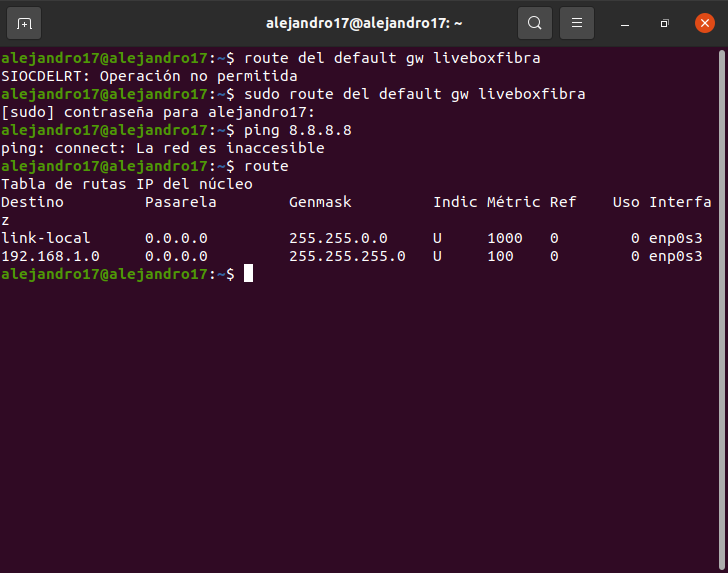 alejandro17@alejandro17: ~
alejandro17@alejandro17:~$ route del default gw liveboxfibra
SIOCDELRT: Operación no permitida
alejandro17@alejandro17:~$ sudo route del default gw liveboxfibra
[sudo] contraseña para alejandro17:
alejandro17@alejandro17:~$ ping 8.8.8.8
ping: connect: La red es inaccesible
alejandro17@alejandro17:~$ route
Tabla de rutas IP del núcleo
Destino         Pasarela        Genmask         Indic Métric Ref    Uso Interfa
z
link-local      0.0.0.0         255.255.0.0     U     1000   0        0 enp0s3
192.168.1.0     0.0.0.0         255.255.255.0   U     100    0        0 enp0s3
alejandro17@alejandro17:~$